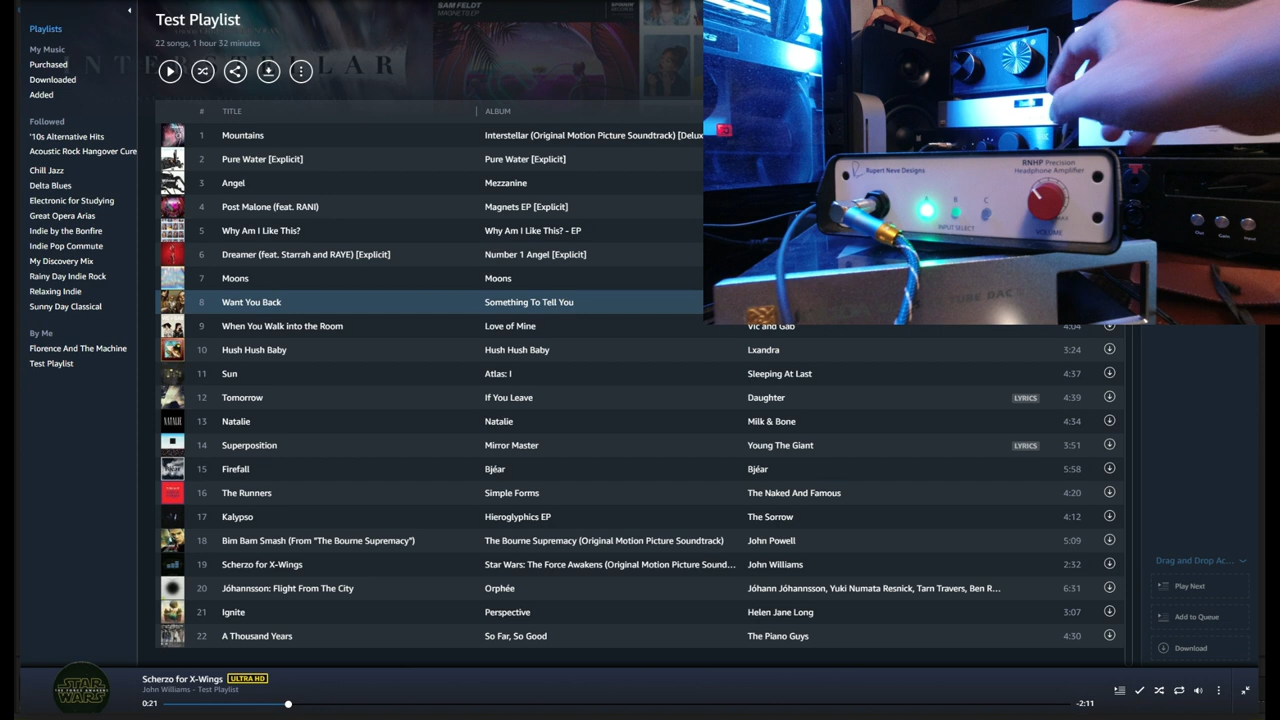 Playlists
My Music
Purchased
Downloaded
Added
Followed
'10s Alternative Hits
Acoustic Rock Hangover Cure
Chill Jazz
Delta Blues
Electronic for Studying
Great Opera Arias
Indie by the Bonfire
Indie Pop Commute
My Discovery Mix
Rainy Day Indie Rock
Relaxing Indie
Sunny Day Classical
By Me
Florence And The Machine
Test Playlist
SAM FELDT
MAGNETS EP
Test Playlist
22 songs, 1 hour 32 minutes
# TITLE ALBUM
1 Mountains Interstellar (Original Motion Picture Soundtrack) [Delux
2 Pure Water [Explicit] Pure Water [Explicit]
3 Angel Mezzanine
4 Post Malone (feat. RANI) Magnets EP [Explicit]
5 Why Am I Like This? Why Am I Like This? - EP
6 Dreamer (feat. Starrah and RAYE) [Explicit] Number 1 Angel [Explicit]
7 Moons Moons
8 Want You Back Something To Tell You
9 When You Walk into the Room Love of Mine Vic and Gab 4:04
10 Hush Hush Baby Hush Hush Baby Lxandra 3:24
11 Sun Atlas: I Sleeping At Last 4:37
12 Tomorrow If You Leave Daughter LYRICS 4:39
13 Natalie Natalie Milk & Bone 4:34
14 Superposition Mirror Master Young The Giant LYRICS 3:51
15 Firefall Bjéar Bjéar 5:58
16 The Runners Simple Forms The Naked And Famous 4:20
17 Kalypso Hieroglyphics EP The Sorrow 4:12
18 Bim Bam Smash (From "The Bourne Supremacy") The Bourne Supremacy (Original Motion Picture Soundtrack) John Powell 5:09
19 Scherzo for X-Wings Star Wars: The Force Awakens (Original Motion Picture Sound... John Williams 2:32
20 Jóhannsson: Flight From The City Orphée Jóhann Jóhannsson, Yuki Numata Resnick, Tarn Travers, Ben R... 6:31
21 Ignite Perspective Helen Jane Long 3:07
22 A Thousand Years So Far, So Good The Piano Guys 4:30
Rupert Neve Designs
RNHP Precision
Headphone Amplifier
A B C
INPUT SELECT
MAX
VOLUME
TUBE DAC
Gain
Input
Drag and Drop Ac...
Play Next
Add to Queue
Download
STAR
WARS
Scherzo for X-Wings ULTRA HD
John Williams - Test Playlist
0:21 -2:11